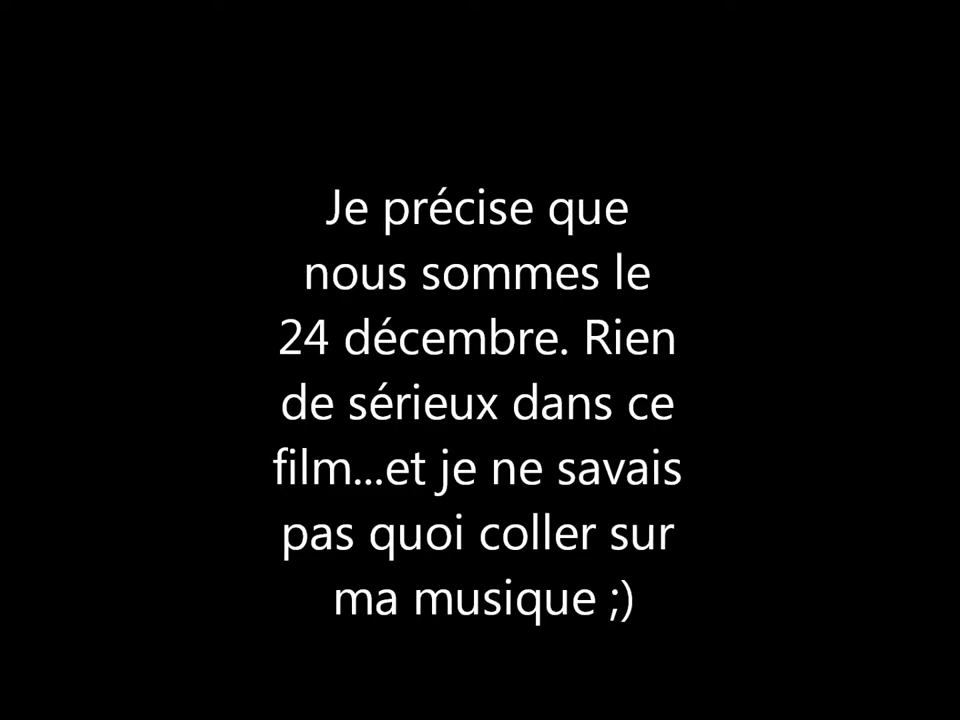 Je précise que
nous sommes le
24 décembre. Rien
de sérieux dans ce
film...et je ne savais
pas quoi coller sur
ma musique ;)